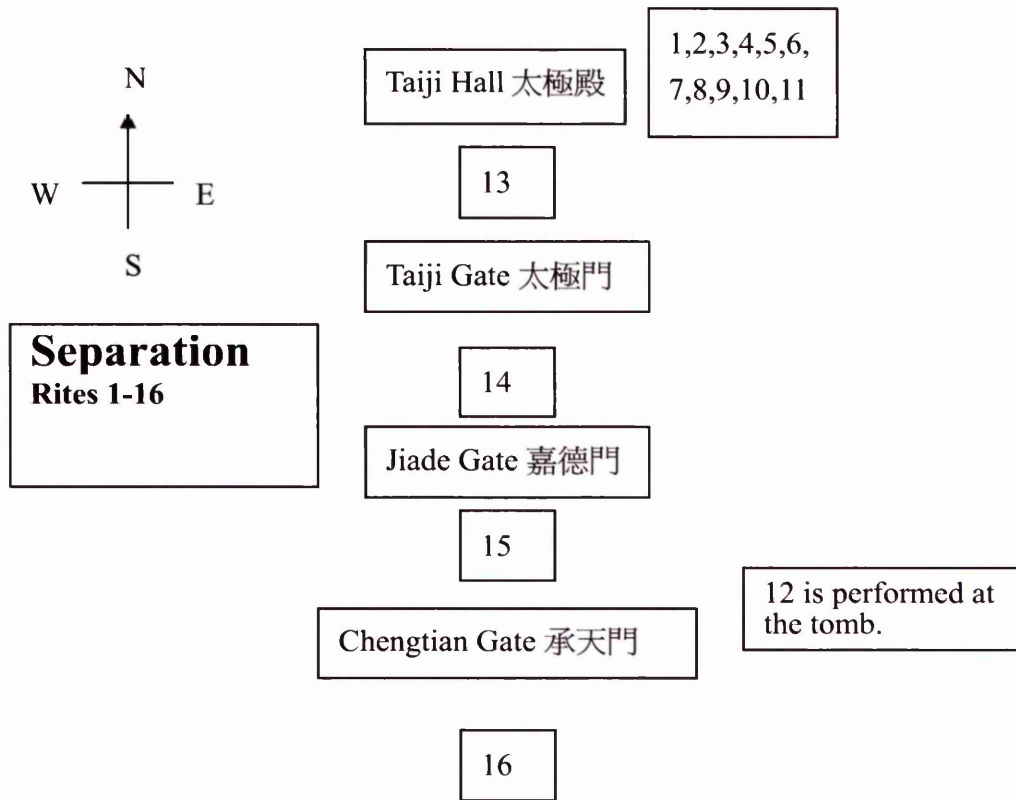 N
W E
S
Taiji Hall 太極殿
1,2,3,4,5,6,
7,8,9,10,11
13
Taiji Gate 太極門
Separation
Rites 1-16
14
Jiade Gate 嘉德門
15
12 is performed at
the tomb.
Chengtian Gate 承天門
16